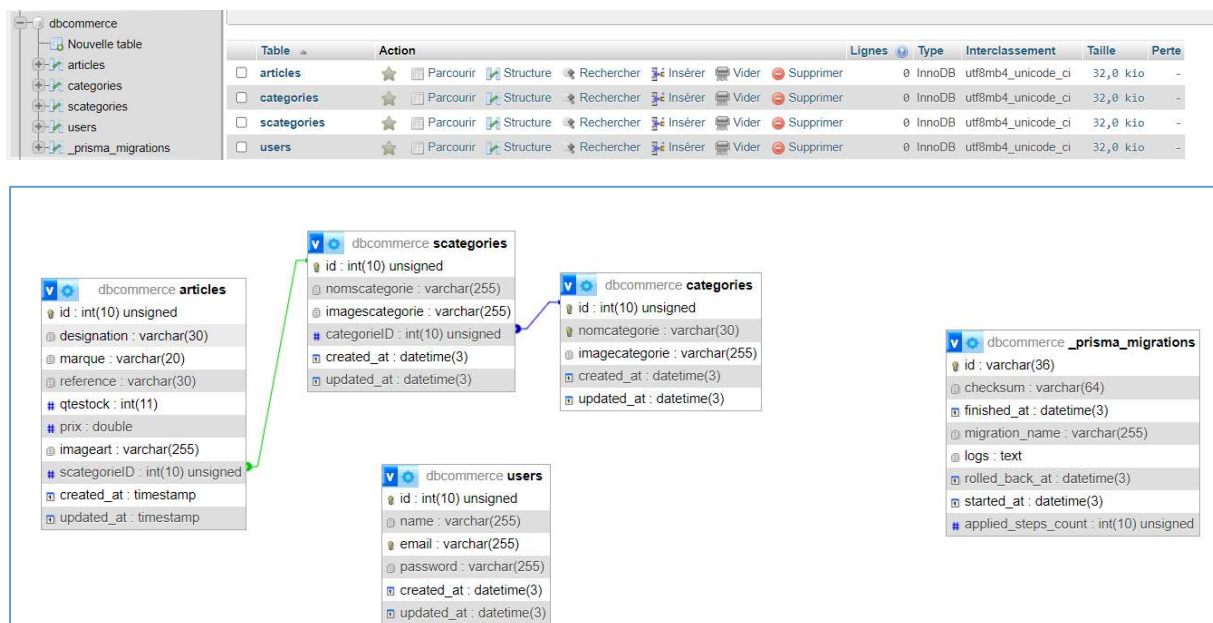 dbcommerce
Nouvelle table
articles
categories
scategories
users
_prisma_migrations
Table Action Lignes Type Interclassement Taille Perte
articles Parcourir Structure Rechercher Insérer Vider Supprimer 0 InnoDB utf8mb4_unicode_ci 32,0 kio -
categories Parcourir Structure Rechercher Insérer Vider Supprimer 0 InnoDB utf8mb4_unicode_ci 32,0 kio -
scategories Parcourir Structure Rechercher Insérer Vider Supprimer 0 InnoDB utf8mb4_unicode_ci 32,0 kio -
users Parcourir Structure Rechercher Insérer Vider Supprimer 0 InnoDB utf8mb4_unicode_ci 32,0 kio -
v dbcommerce articles
id : int(10) unsigned
designation : varchar(30)
marque : varchar(20)
reference : varchar(30)
# qtestock : int(11)
# prix : double
imageart : varchar(255)
# scategorieID : int(10) unsigned
created_at : timestamp
updated_at : timestamp
v dbcommerce scategories
id : int(10) unsigned
nomscategorie : varchar(255)
imagescategorie : varchar(255)
# categorieID : int(10) unsigned
created_at : datetime(3)
updated_at : datetime(3)
v dbcommerce categories
id : int(10) unsigned
nomcategorie : varchar(30)
imagecategorie : varchar(255)
created_at : datetime(3)
updated_at : datetime(3)
v dbcommerce users
id : int(10) unsigned
name : varchar(255)
email : varchar(255)
password : varchar(255)
created_at : datetime(3)
updated_at : datetime(3)
v dbcommerce _prisma_migrations
id : varchar(36)
checksum : varchar(64)
finished_at : datetime(3)
migration_name : varchar(255)
logs : text
rolled_back_at : datetime(3)
started_at : datetime(3)
# applied_steps_count : int(10) unsigned